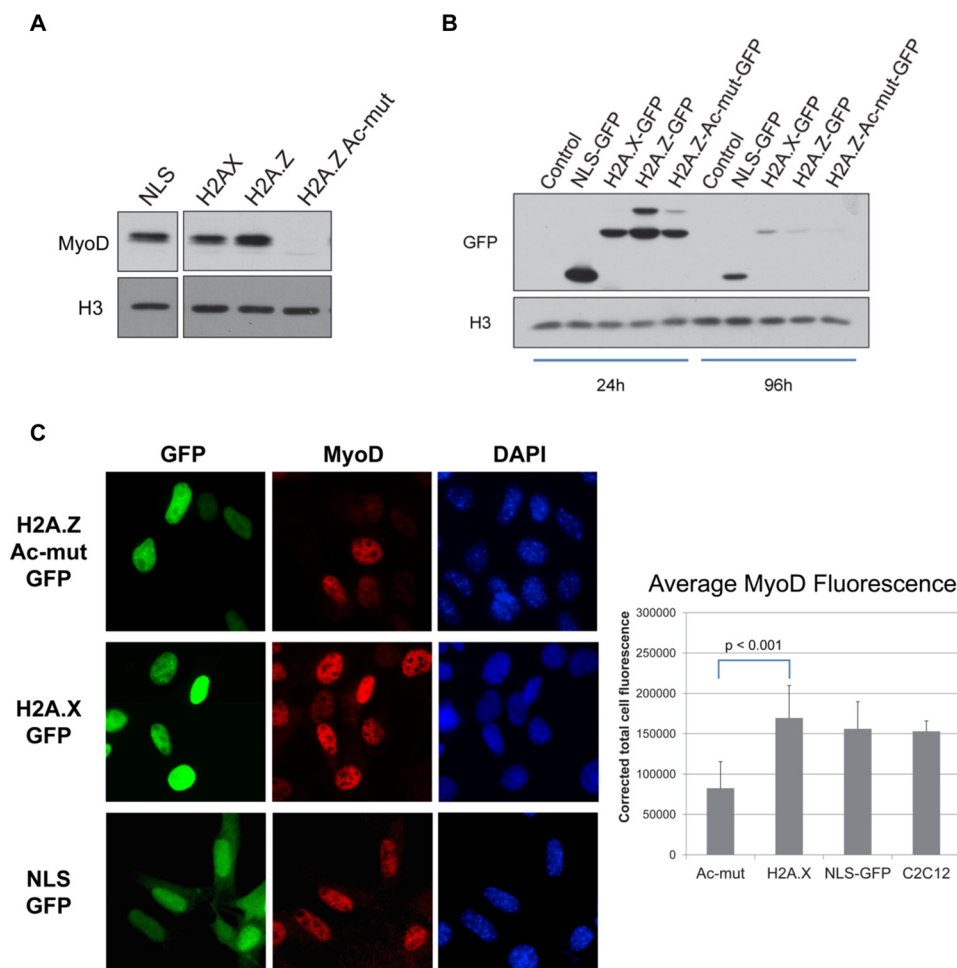 A
NLS
H2AX
H2A.Z
H2A.Z Ac-mut
MyoD
H3
B
Control
NLS-GFP
H2A.X-GFP
H2A.Z-GFP
H2A.Z-Ac-mut-GFP
Control
NLS-GFP
H2A.X-GFP
H2A.Z-GFP
H2A.Z-Ac-mut-GFP
GFP
H3
24h
96h
C
GFP
MyoD
DAPI
H2A.Z
Ac-mut
GFP
H2A.X
GFP
NLS
GFP
Average MyoD Fluorescence
Corrected total cell fluorescence
300000
250000
200000
150000
100000
50000
0
p < 0.001
Ac-mut
H2A.X
NLS-GFP
C2C12